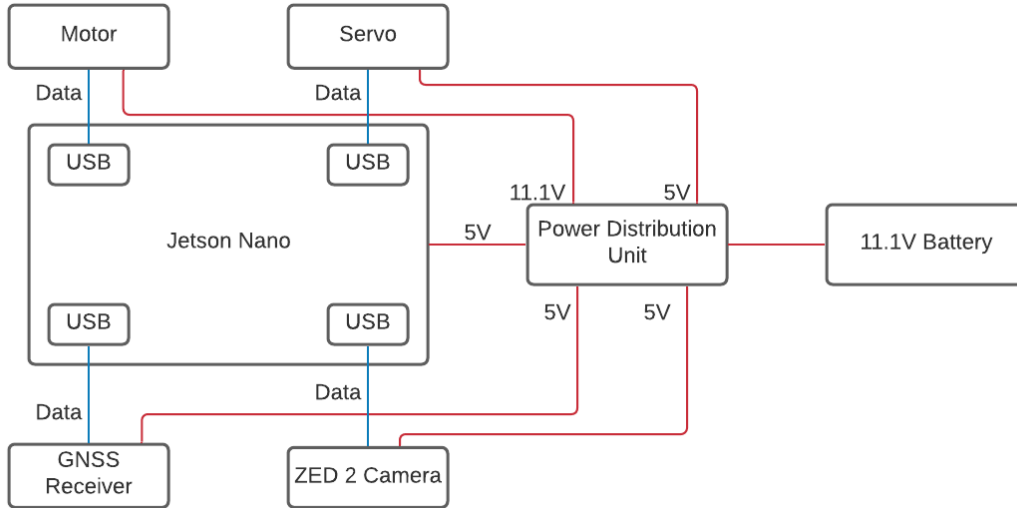 Motor
Servo
Data
Data
USB
USB
11.1V
5V
Jetson Nano
5V
Power Distribution
Unit
11.1V Battery
USB
USB
5V
5V
Data
Data
GNSS
Receiver
ZED 2 Camera